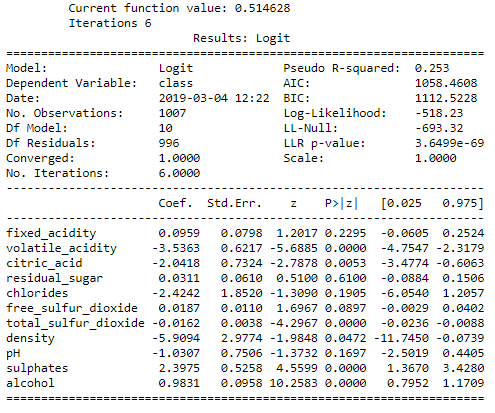 Current function value: 0.514628
Iterations 6
Results: Logit
=================================================================
Model: Logit Pseudo R-squared: 0.253
Dependent Variable: class AIC: 1058.4608
Date: 2019-03-04 12:22 BIC: 1112.5228
No. Observations: 1007 Log-Likelihood: -518.23
Df Model: 10 LL-Null: -693.32
Df Residuals: 996 LLR p-value: 3.6499e-69
Converged: 1.0000 Scale: 1.0000
No. Iterations: 6.0000
-----------------------------------------------------------------
Coef. Std.Err. z P>|z| [0.025 0.975]
-----------------------------------------------------------------
fixed_acidity 0.0959 0.0798 1.2017 0.2295 -0.0605 0.2524
volatile_acidity -3.5363 0.6217 -5.6885 0.0000 -4.7547 -2.3179
citric_acid -2.0418 0.7324 -2.7878 0.0053 -3.4774 -0.6063
residual_sugar 0.0311 0.0610 0.5100 0.6100 -0.0884 0.1506
chlorides -2.4242 1.8520 -1.3090 0.1905 -6.0540 1.2057
free_sulfur_dioxide 0.0187 0.0110 1.6967 0.0897 -0.0029 0.0402
total_sulfur_dioxide -0.0162 0.0038 -4.2967 0.0000 -0.0236 -0.0088
density -5.9094 2.9774 -1.9848 0.0472 -11.7450 -0.0739
pH -1.0307 0.7506 -1.3732 0.1697 -2.5019 0.4405
sulphates 2.3975 0.5258 4.5599 0.0000 1.3670 3.4280
alcohol 0.9831 0.0958 10.2583 0.0000 0.7952 1.1709
=================================================================